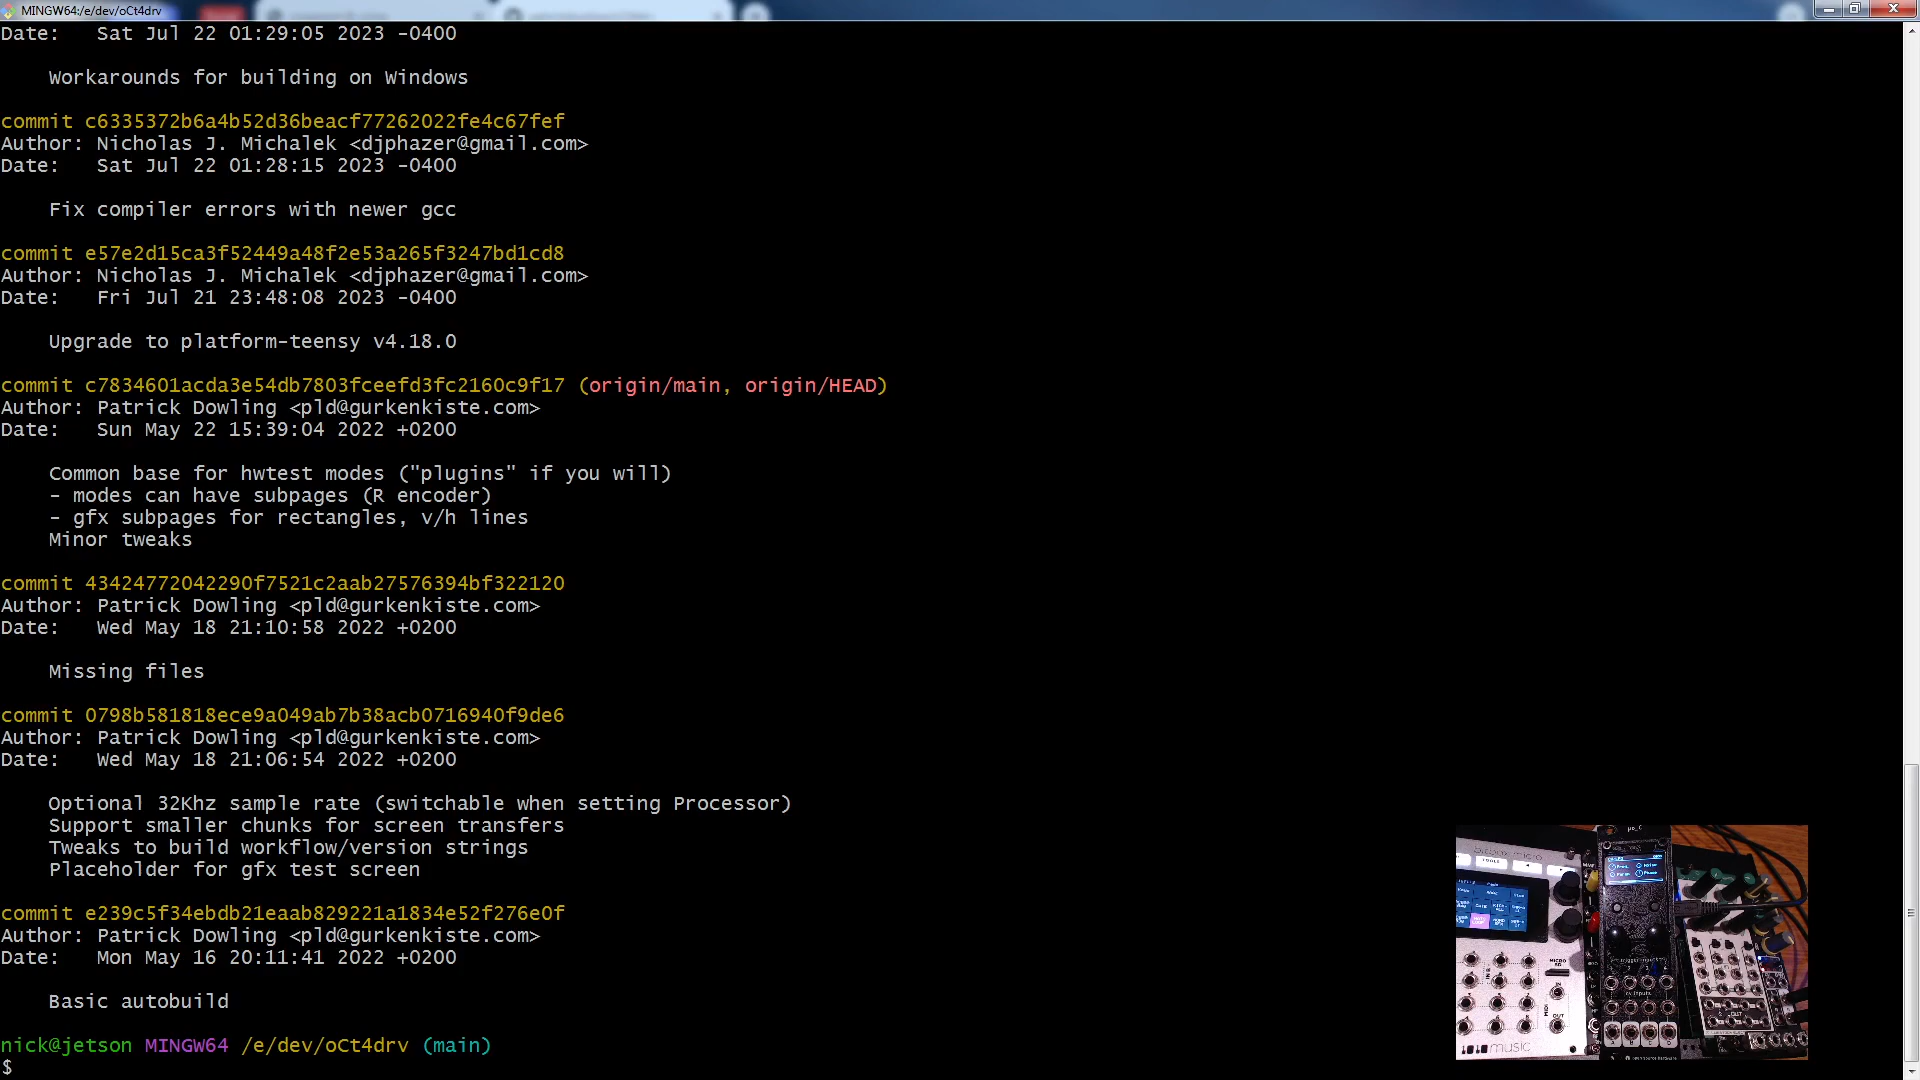 MINGW64:/e/dev/oCt4drv
Date:   Sat Jul 22 01:29:05 2023 -0400
Workarounds for building on Windows
commit c6335372b6a4b52d36beacf77262022fe4c67fef
Author: Nicholas J. Michalek <djphazer@gmail.com>
Date:   Sat Jul 22 01:28:15 2023 -0400
Fix compiler errors with newer gcc
commit e57e2d15ca3f52449a48f2e53a265f3247bd1cd8
Author: Nicholas J. Michalek <djphazer@gmail.com>
Date:   Fri Jul 21 23:48:08 2023 -0400
Upgrade to platform-teensy v4.18.0
commit c7834601acda3e54db7803fceefd3fc2160c9f17 (origin/main, origin/HEAD)
Author: Patrick Dowling <pld@gurkenkiste.com>
Date:   Sun May 22 15:39:04 2022 +0200
Common base for hwtest modes ("plugins" if you will)
- modes can have subpages (R encoder)
- gfx subpages for rectangles, v/h lines
Minor tweaks
commit 43424772042290f7521c2aab27576394bf322120
Author: Patrick Dowling <pld@gurkenkiste.com>
Date:   Wed May 18 21:10:58 2022 +0200
Missing files
commit 0798b581818ece9a049ab7b38acb0716940f9de6
Author: Patrick Dowling <pld@gurkenkiste.com>
Date:   Wed May 18 21:06:54 2022 +0200
Optional 32Khz sample rate (switchable when setting Processor)
Support smaller chunks for screen transfers
Tweaks to build workflow/version strings
Placeholder for gfx test screen
commit e239c5f34ebdb21eaab829221a1834e52f276e0f
Author: Patrick Dowling <pld@gurkenkiste.com>
Date:   Mon May 16 20:11:41 2022 +0200
Basic autobuild
nick@jetson MINGW64 /e/dev/oCt4drv (main)
$
music